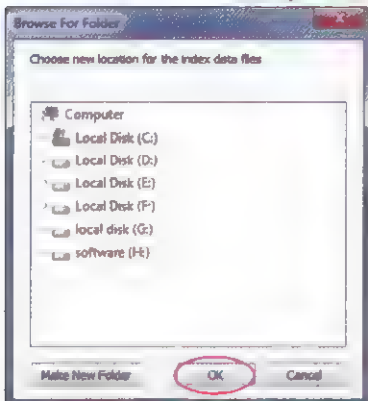 Browse For Folder
Choose new location for the index data files
Computer
Local Disk (C:)
Local Disk (D:)
Local Disk (E:)
Local Disk (F:)
local disk (G:)
software (H:)
Make New Folder OK Cancel